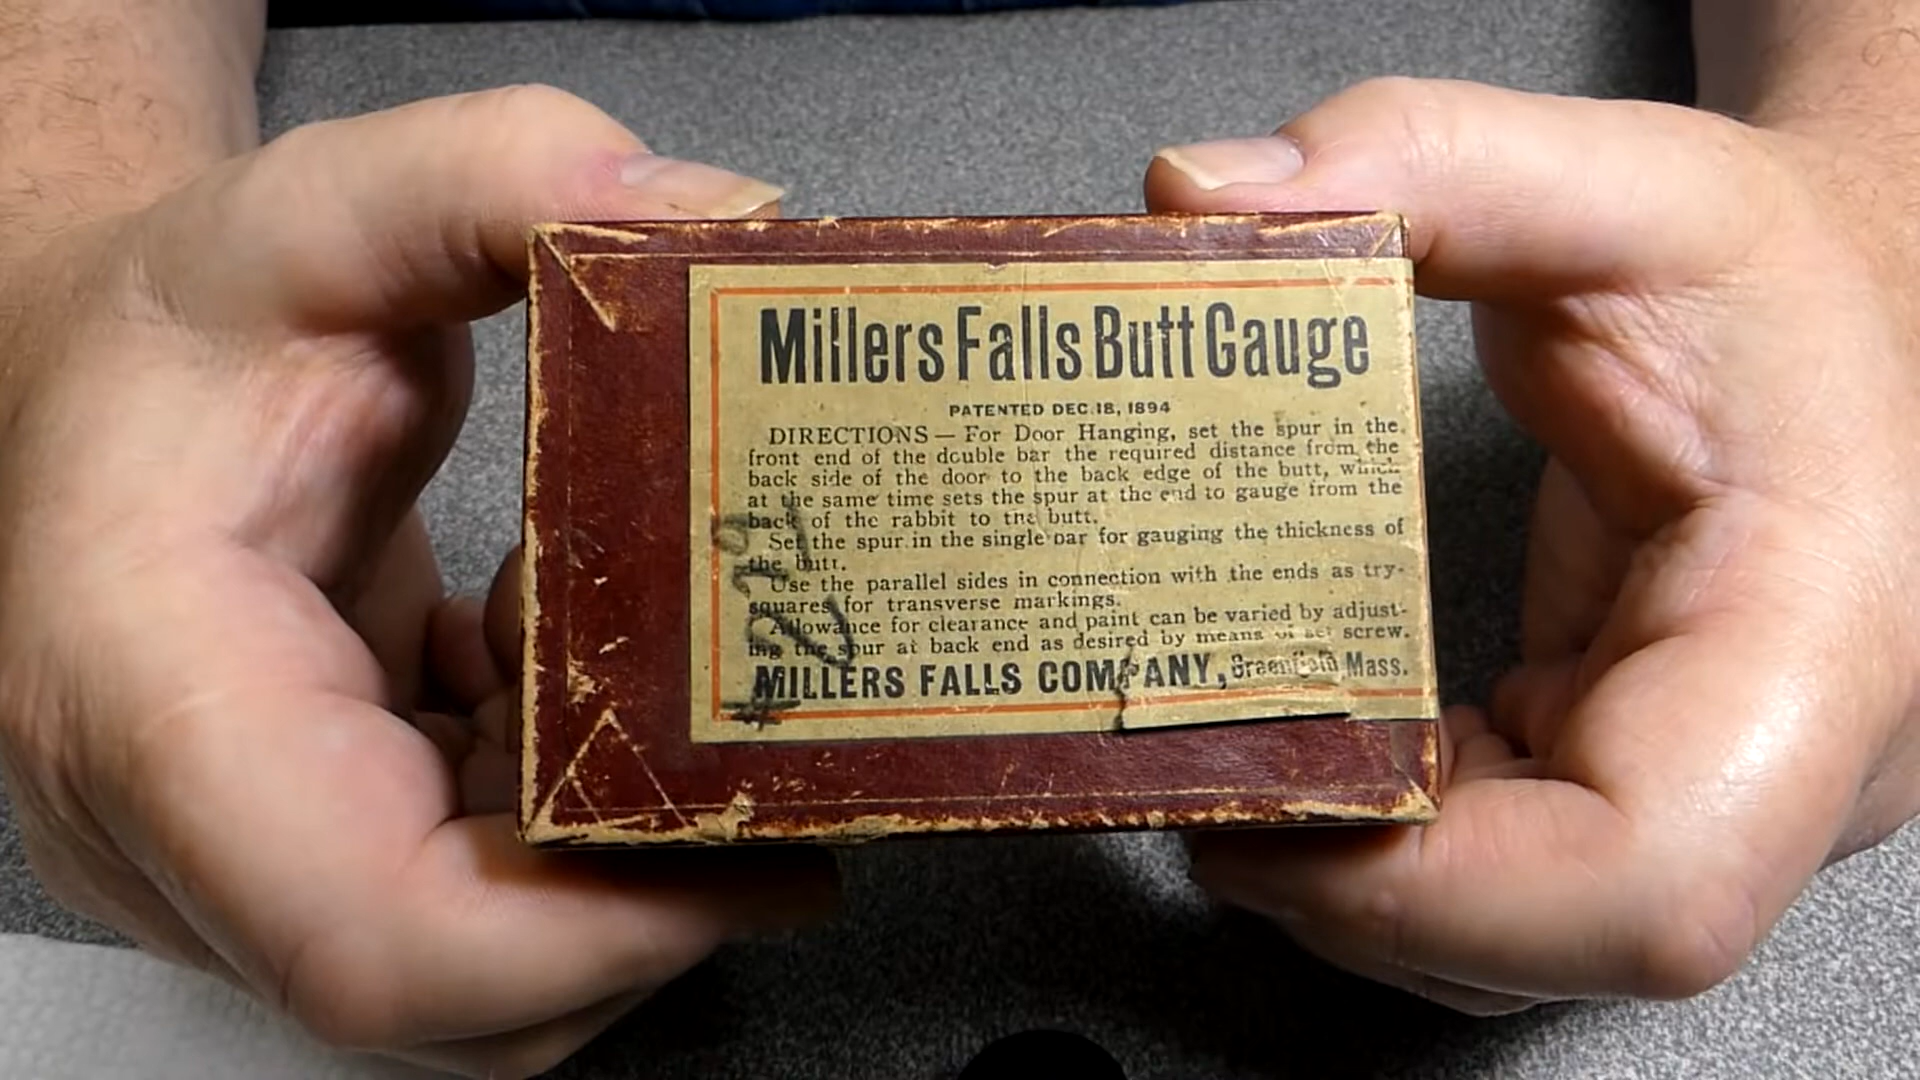 Millers Falls Butt Gauge
PATENTED DEC. 18, 1894
DIRECTIONS — For Door Hanging, set the spur in the
front end of the double bar the required distance from the
back side of the door to the back edge of the butt, which
at the same time sets the spur at the end to gauge from the
back of the rabbit to the butt.
Set the spur in the single bar for gauging the thickness of
the butt.
Use the parallel sides in connection with the ends as try-
squares for transverse markings.
Allowance for clearance and paint can be varied by adjust-
ing the spur at back end as desired by means of set screw.
MILLERS FALLS COMPANY, Greenfield, Mass.